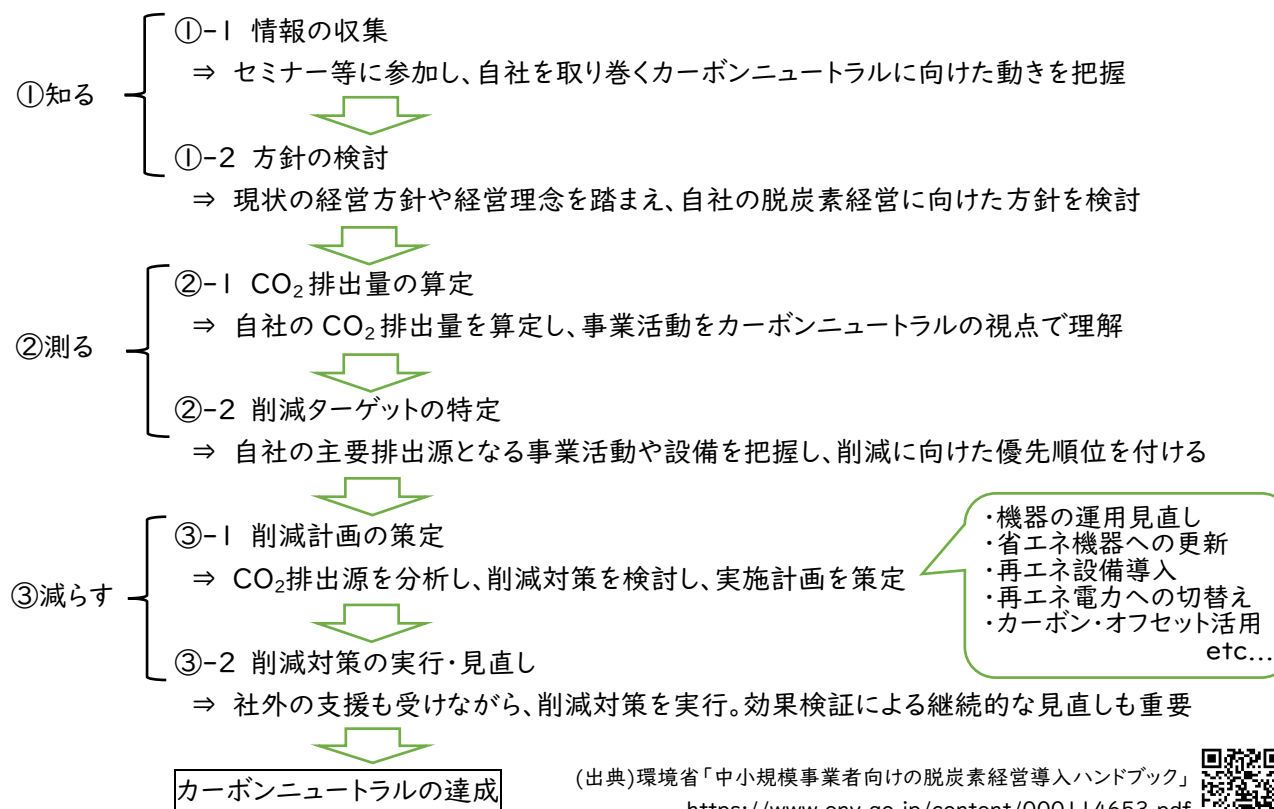 ①知る
①-1 情報の収集
⇒ セミナー等に参加し、自社を取り巻くカーボンニュートラルに向けた動きを把握
①-2 方針の検討
⇒ 現状の経営方針や経営理念を踏まえ、自社の脱炭素経営に向けた方針を検討
②測る
②-1 CO₂排出量の算定
⇒ 自社の CO₂排出量を算定し、事業活動をカーボンニュートラルの視点で理解
②-2 削減ターゲットの特定
⇒ 自社の主要排出源となる事業活動や設備を把握し、削減に向けた優先順位を付ける
③減らす
③-1 削減計画の策定
⇒ CO₂排出源を分析し、削減対策を検討し、実施計画を策定
・機器の運用見直し
・省エネ機器への更新
・再エネ設備導入
・再エネ電力への切替え
・カーボン・オフセット活用
etc...
③-2 削減対策の実行・見直し
⇒ 社外の支援も受けながら、削減対策を実行。効果検証による継続的な見直しも重要
カーボンニュートラルの達成
(出典)環境省「中小規模事業者向けの脱炭素経営導入ハンドブック」
https://www.env.go.jp/content/000114653.pdf